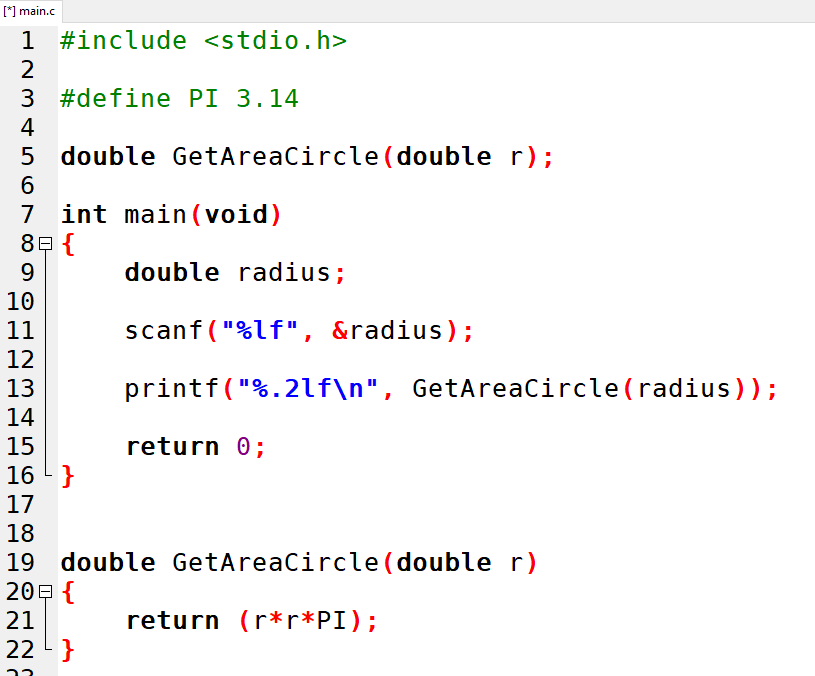 [*] main.c
1 #include <stdio.h>
2
3 #define PI 3.14
4
5 double GetAreaCircle(double r);
6
7 int main(void)
8 {
9     double radius;
10
11     scanf("%lf", &radius);
12
13     printf("%.2lf\n", GetAreaCircle(radius));
14
15     return 0;
16 }
17
18
19 double GetAreaCircle(double r)
20 {
21     return (r*r*PI);
22 }